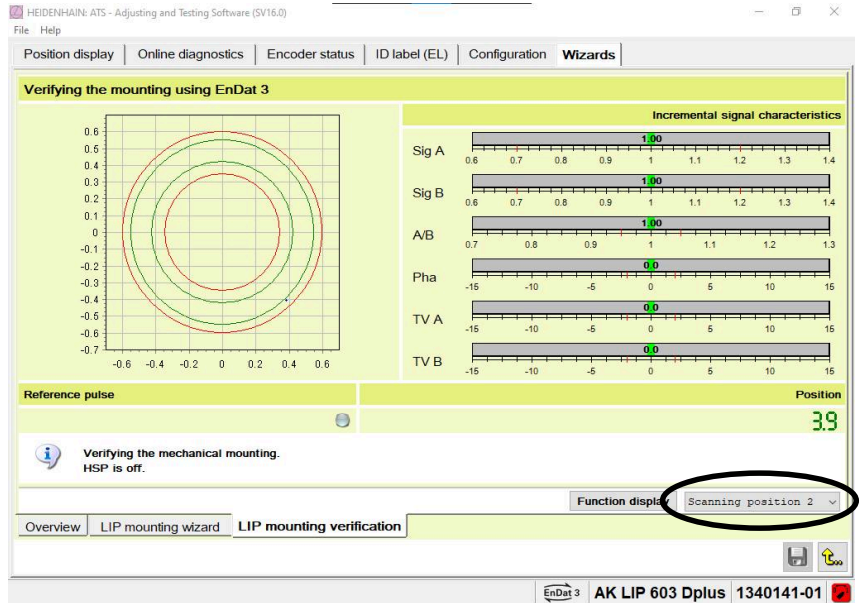 HEIDENHAIN: ATS - Adjusting and Testing Software (SV16.0)
File Help
Position display Online diagnostics Encoder status ID label (EL) Configuration Wizards
Verifying the mounting using EnDat 3
Incremental signal characteristics
0.6
0.5
0.4
0.3
0.2
0.1
0
-0.1
-0.2
-0.3
-0.4
-0.5
-0.6
-0.7
-0.6 -0.4 -0.2 0 0.2 0.4 0.6
Sig A
1.00
0.6 0.7 0.8 0.9 1 1.1 1.2 1.3 1.4
Sig B
1.00
0.6 0.7 0.8 0.9 1 1.1 1.2 1.3 1.4
A/B
1.00
0.7 0.8 0.9 1 1.1 1.2 1.3
Pha
0.0
-15 -10 -5 0 5 10 15
TV A
0.0
-15 -10 -5 0 5 10 15
TV B
0.0
-15 -10 -5 0 5 10 15
Reference pulse Position
3.9
Verifying the mechanical mounting.
HSP is off.
Function display Scanning position 2
Overview LIP mounting wizard LIP mounting verification
EnDat 3 AK LIP 603 Dplus 1340141-01